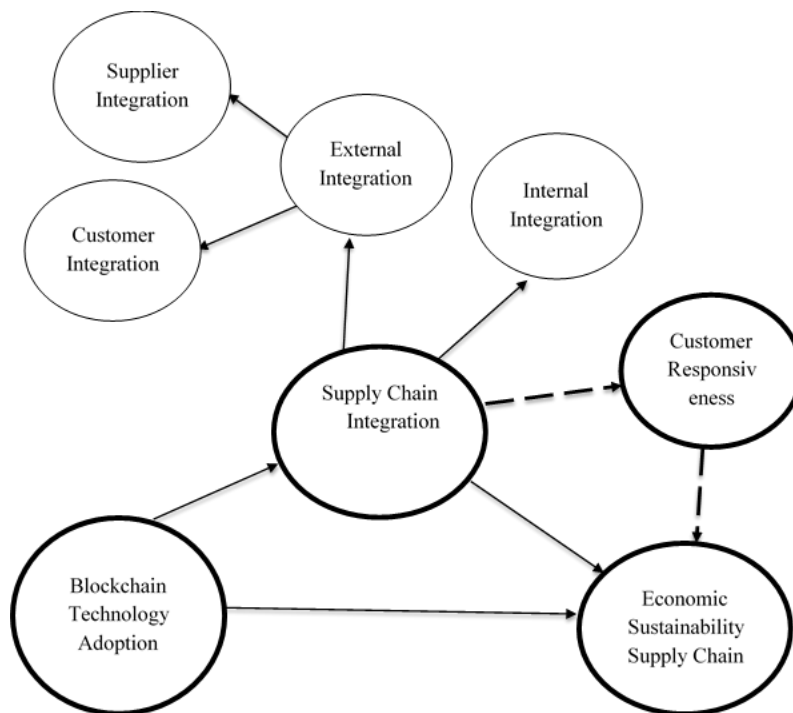 Supplier
Integration
External
Integration
Internal
Integration
Customer
Integration
Customer
Responsiv
eness
Supply Chain
Integration
Blockchain
Technology
Adoption
Economic
Sustainability
Supply Chain